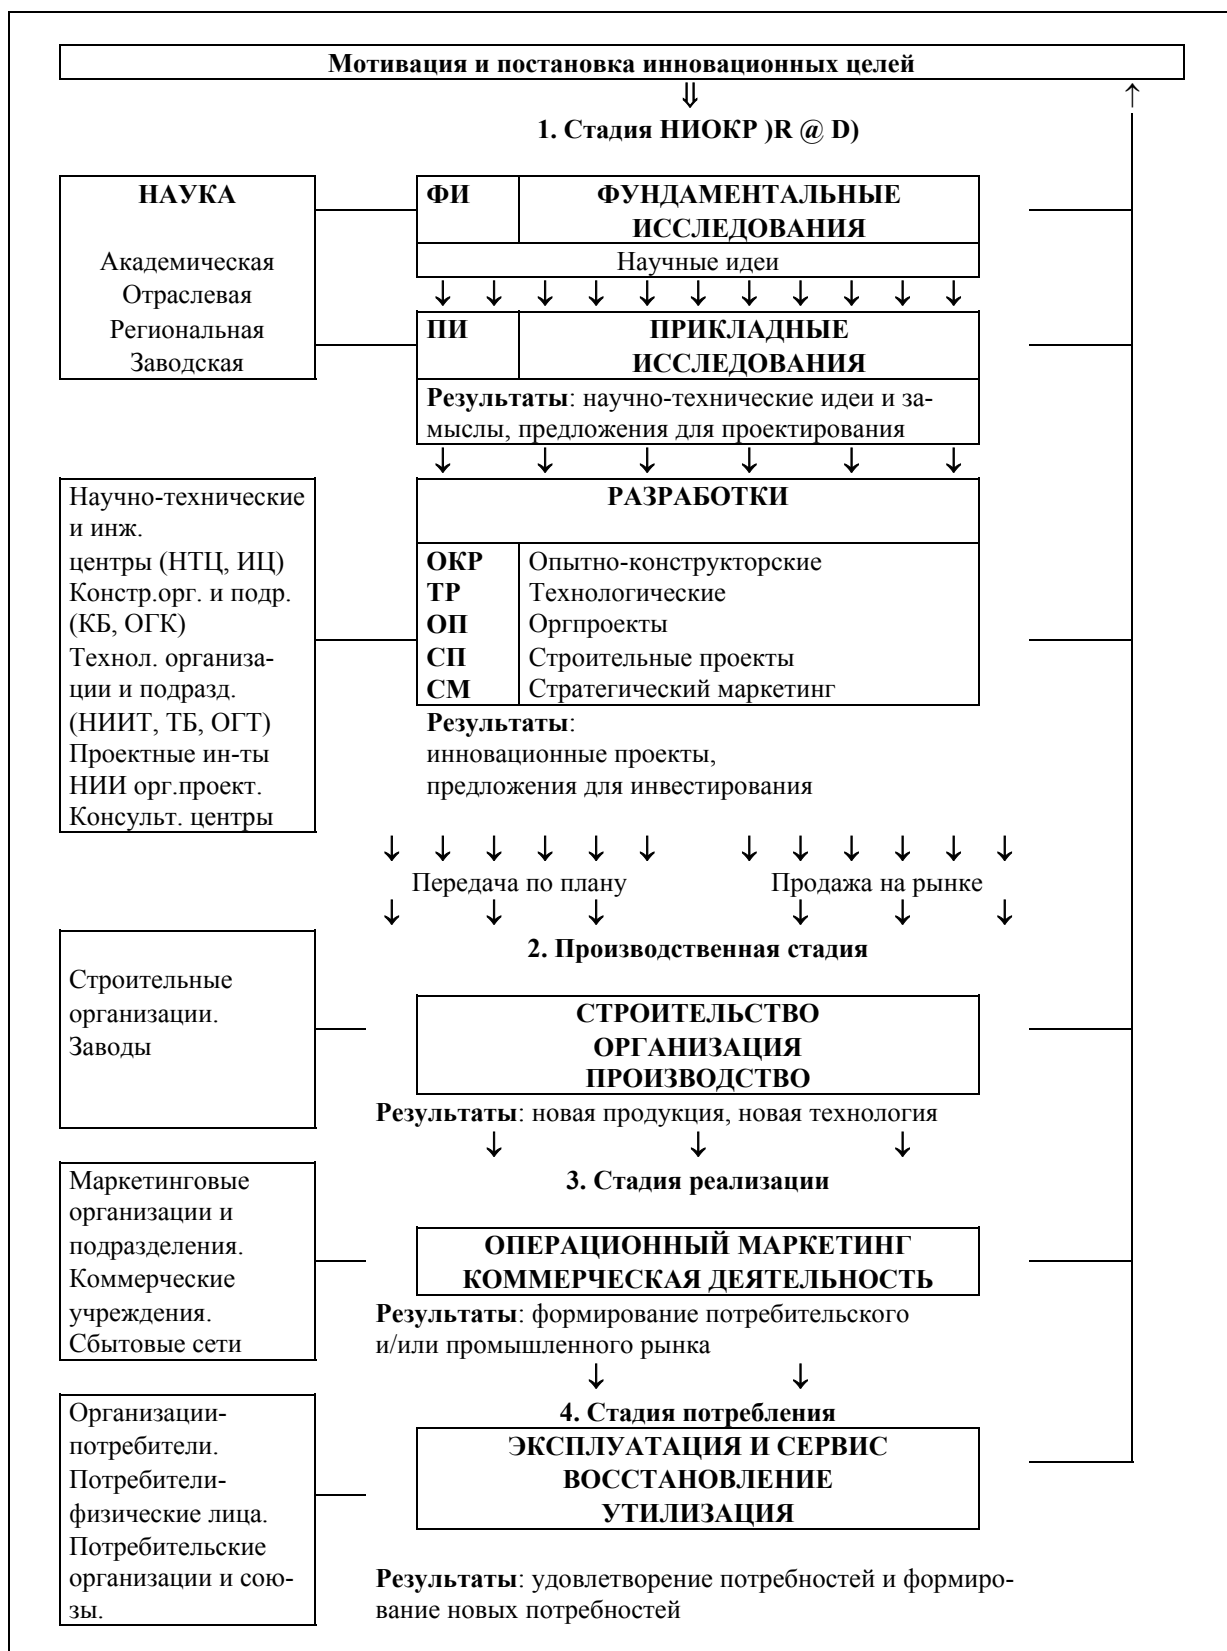 Мотивация и постановка инновационных целей
1. Стадия НИОКР )R @ D)
НАУКА
Академическая
Отраслевая
Региональная
Заводская
ФИ
ФУНДАМЕНТАЛЬНЫЕ
ИССЛЕДОВАНИЯ
Научные идеи
ПИ
ПРИКЛАДНЫЕ
ИССЛЕДОВАНИЯ
Результаты: научно-технические идеи и за-
мыслы, предложения для проектирования
Научно-технические
и инж.
центры (НТЦ, ИЦ)
Констр.орг. и подр.
(КБ, ОГК)
Технол. организа-
ции и подразд.
(НИИТ, ТБ, ОГТ)
Проектные ин-ты
НИИ орг.проект.
Консульт. центры
РАЗРАБОТКИ
ОКР Опытно-конструкторские
ТР Технологические
ОП Оргпроекты
СП Строительные проекты
СМ Стратегический маркетинг
Результаты:
инновационные проекты,
предложения для инвестирования
Передача по плану Продажа на рынке
2. Производственная стадия
Строительные
организации.
Заводы
СТРОИТЕЛЬСТВО
ОРГАНИЗАЦИЯ
ПРОИЗВОДСТВО
Результаты: новая продукция, новая технология
3. Стадия реализации
Маркетинговые
организации и
подразделения.
Коммерческие
учреждения.
Сбытовые сети
ОПЕРАЦИОННЫЙ МАРКЕТИНГ
КОММЕРЧЕСКАЯ ДЕЯТЕЛЬНОСТЬ
Результаты: формирование потребительского
и/или промышленного рынка
4. Стадия потребления
Организации-
потребители.
Потребители-
физические лица.
Потребительские
организации и сою-
зы.
ЭКСПЛУАТАЦИЯ И СЕРВИС
ВОССТАНОВЛЕНИЕ
УТИЛИЗАЦИЯ
Результаты: удовлетворение потребностей и формиро-
вание новых потребностей